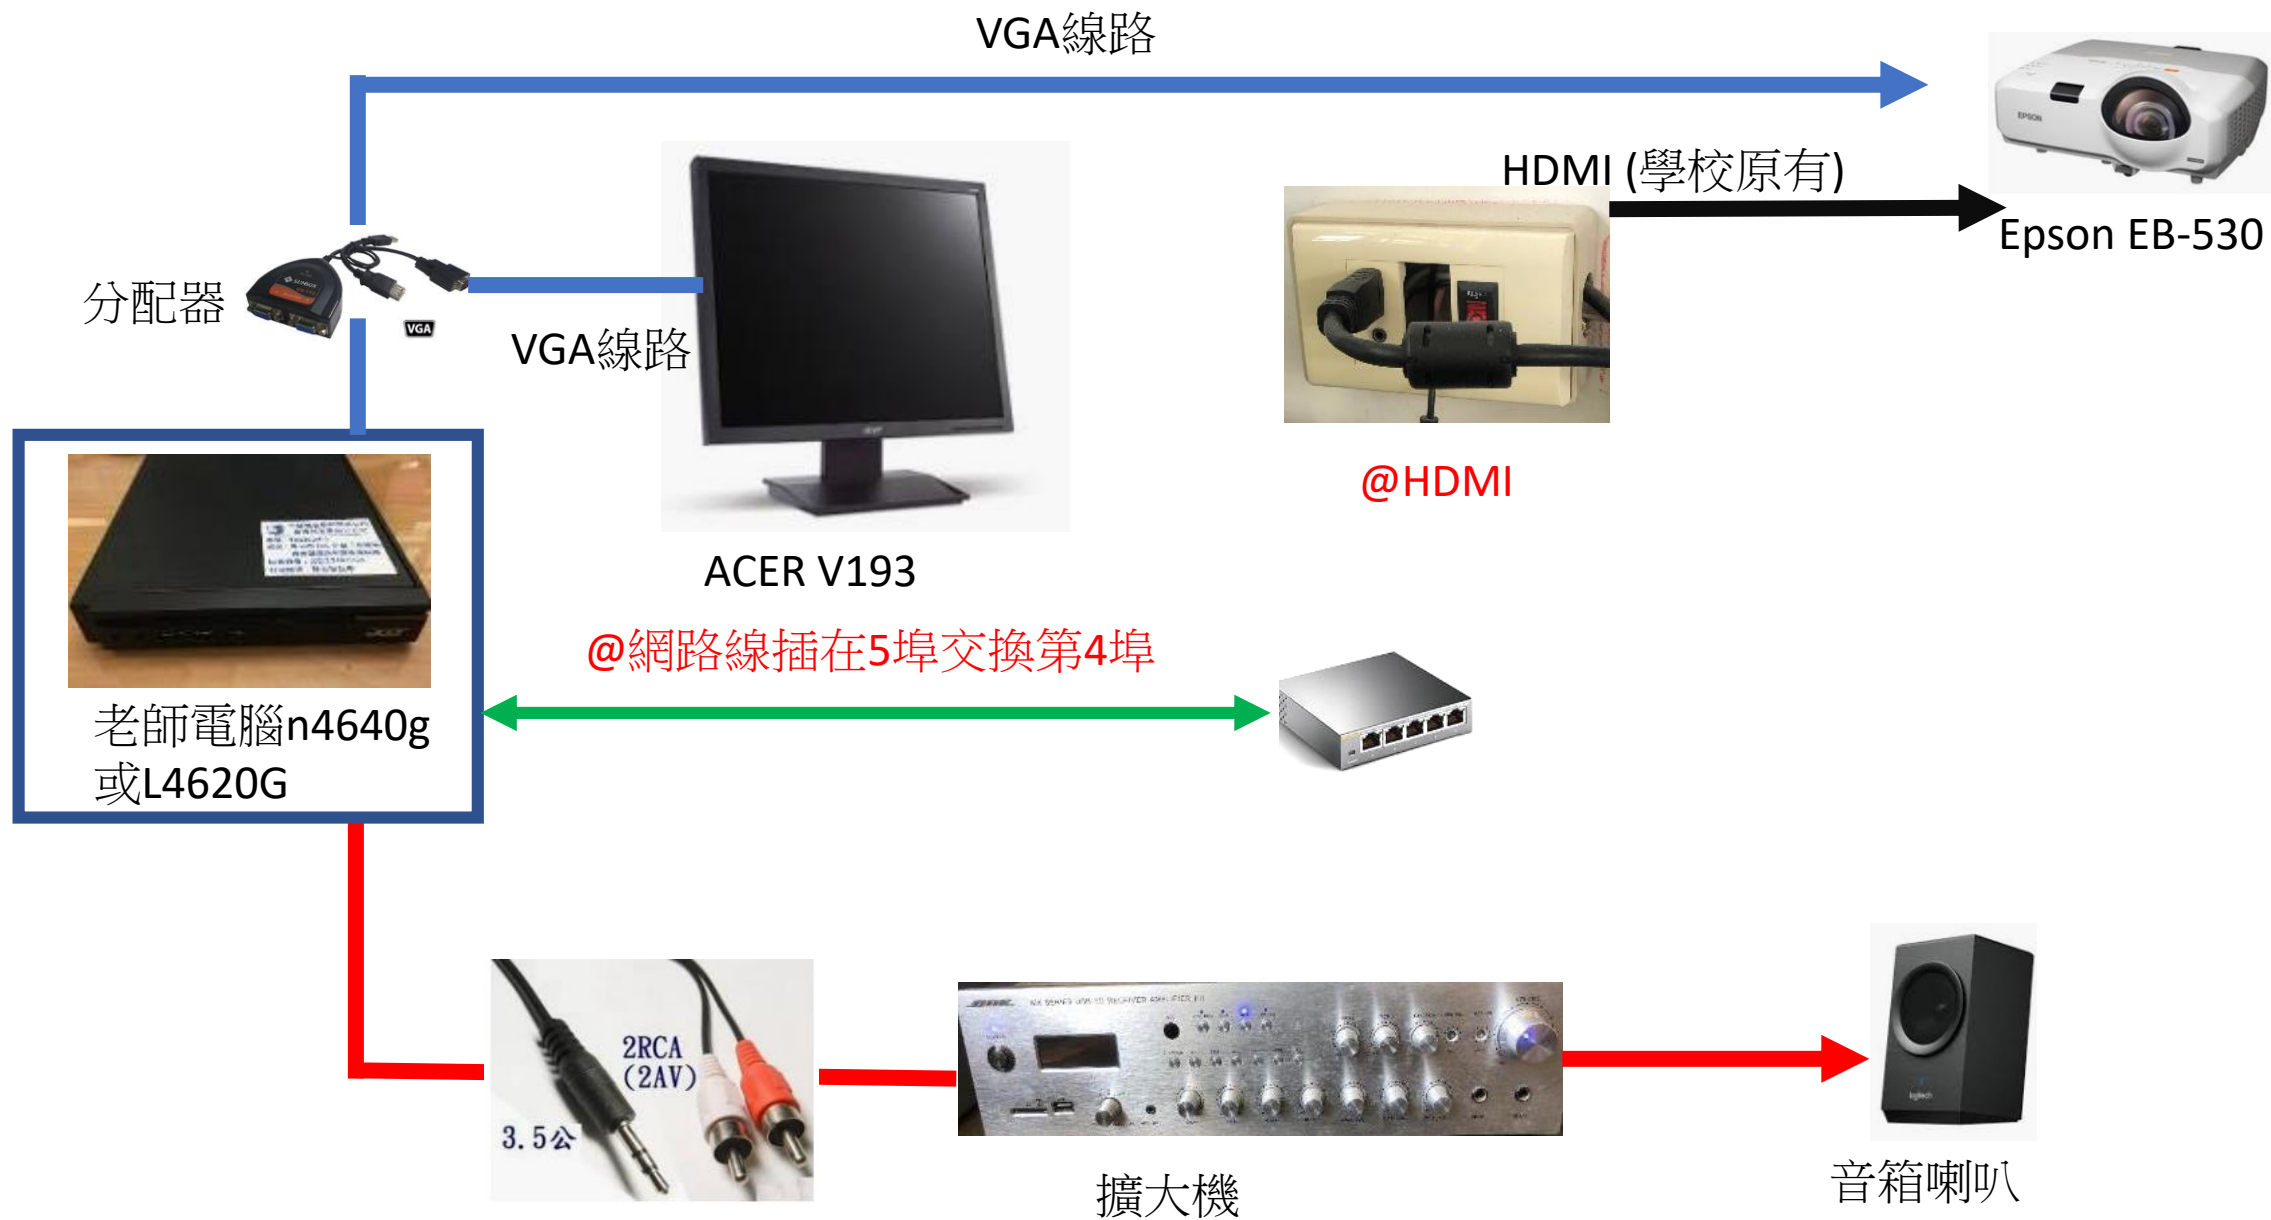 VGA線路
EPSON
HDMI (學校原有)
Epson EB-530
分配器
VGA
VGA線路
@HDMI
acer
ACER V193
@網路線插在5埠交換第4埠
老師電腦n4640g
或L4620G
2RCA
(2AV)
3.5公
擴大機
logitech
音箱喇叭